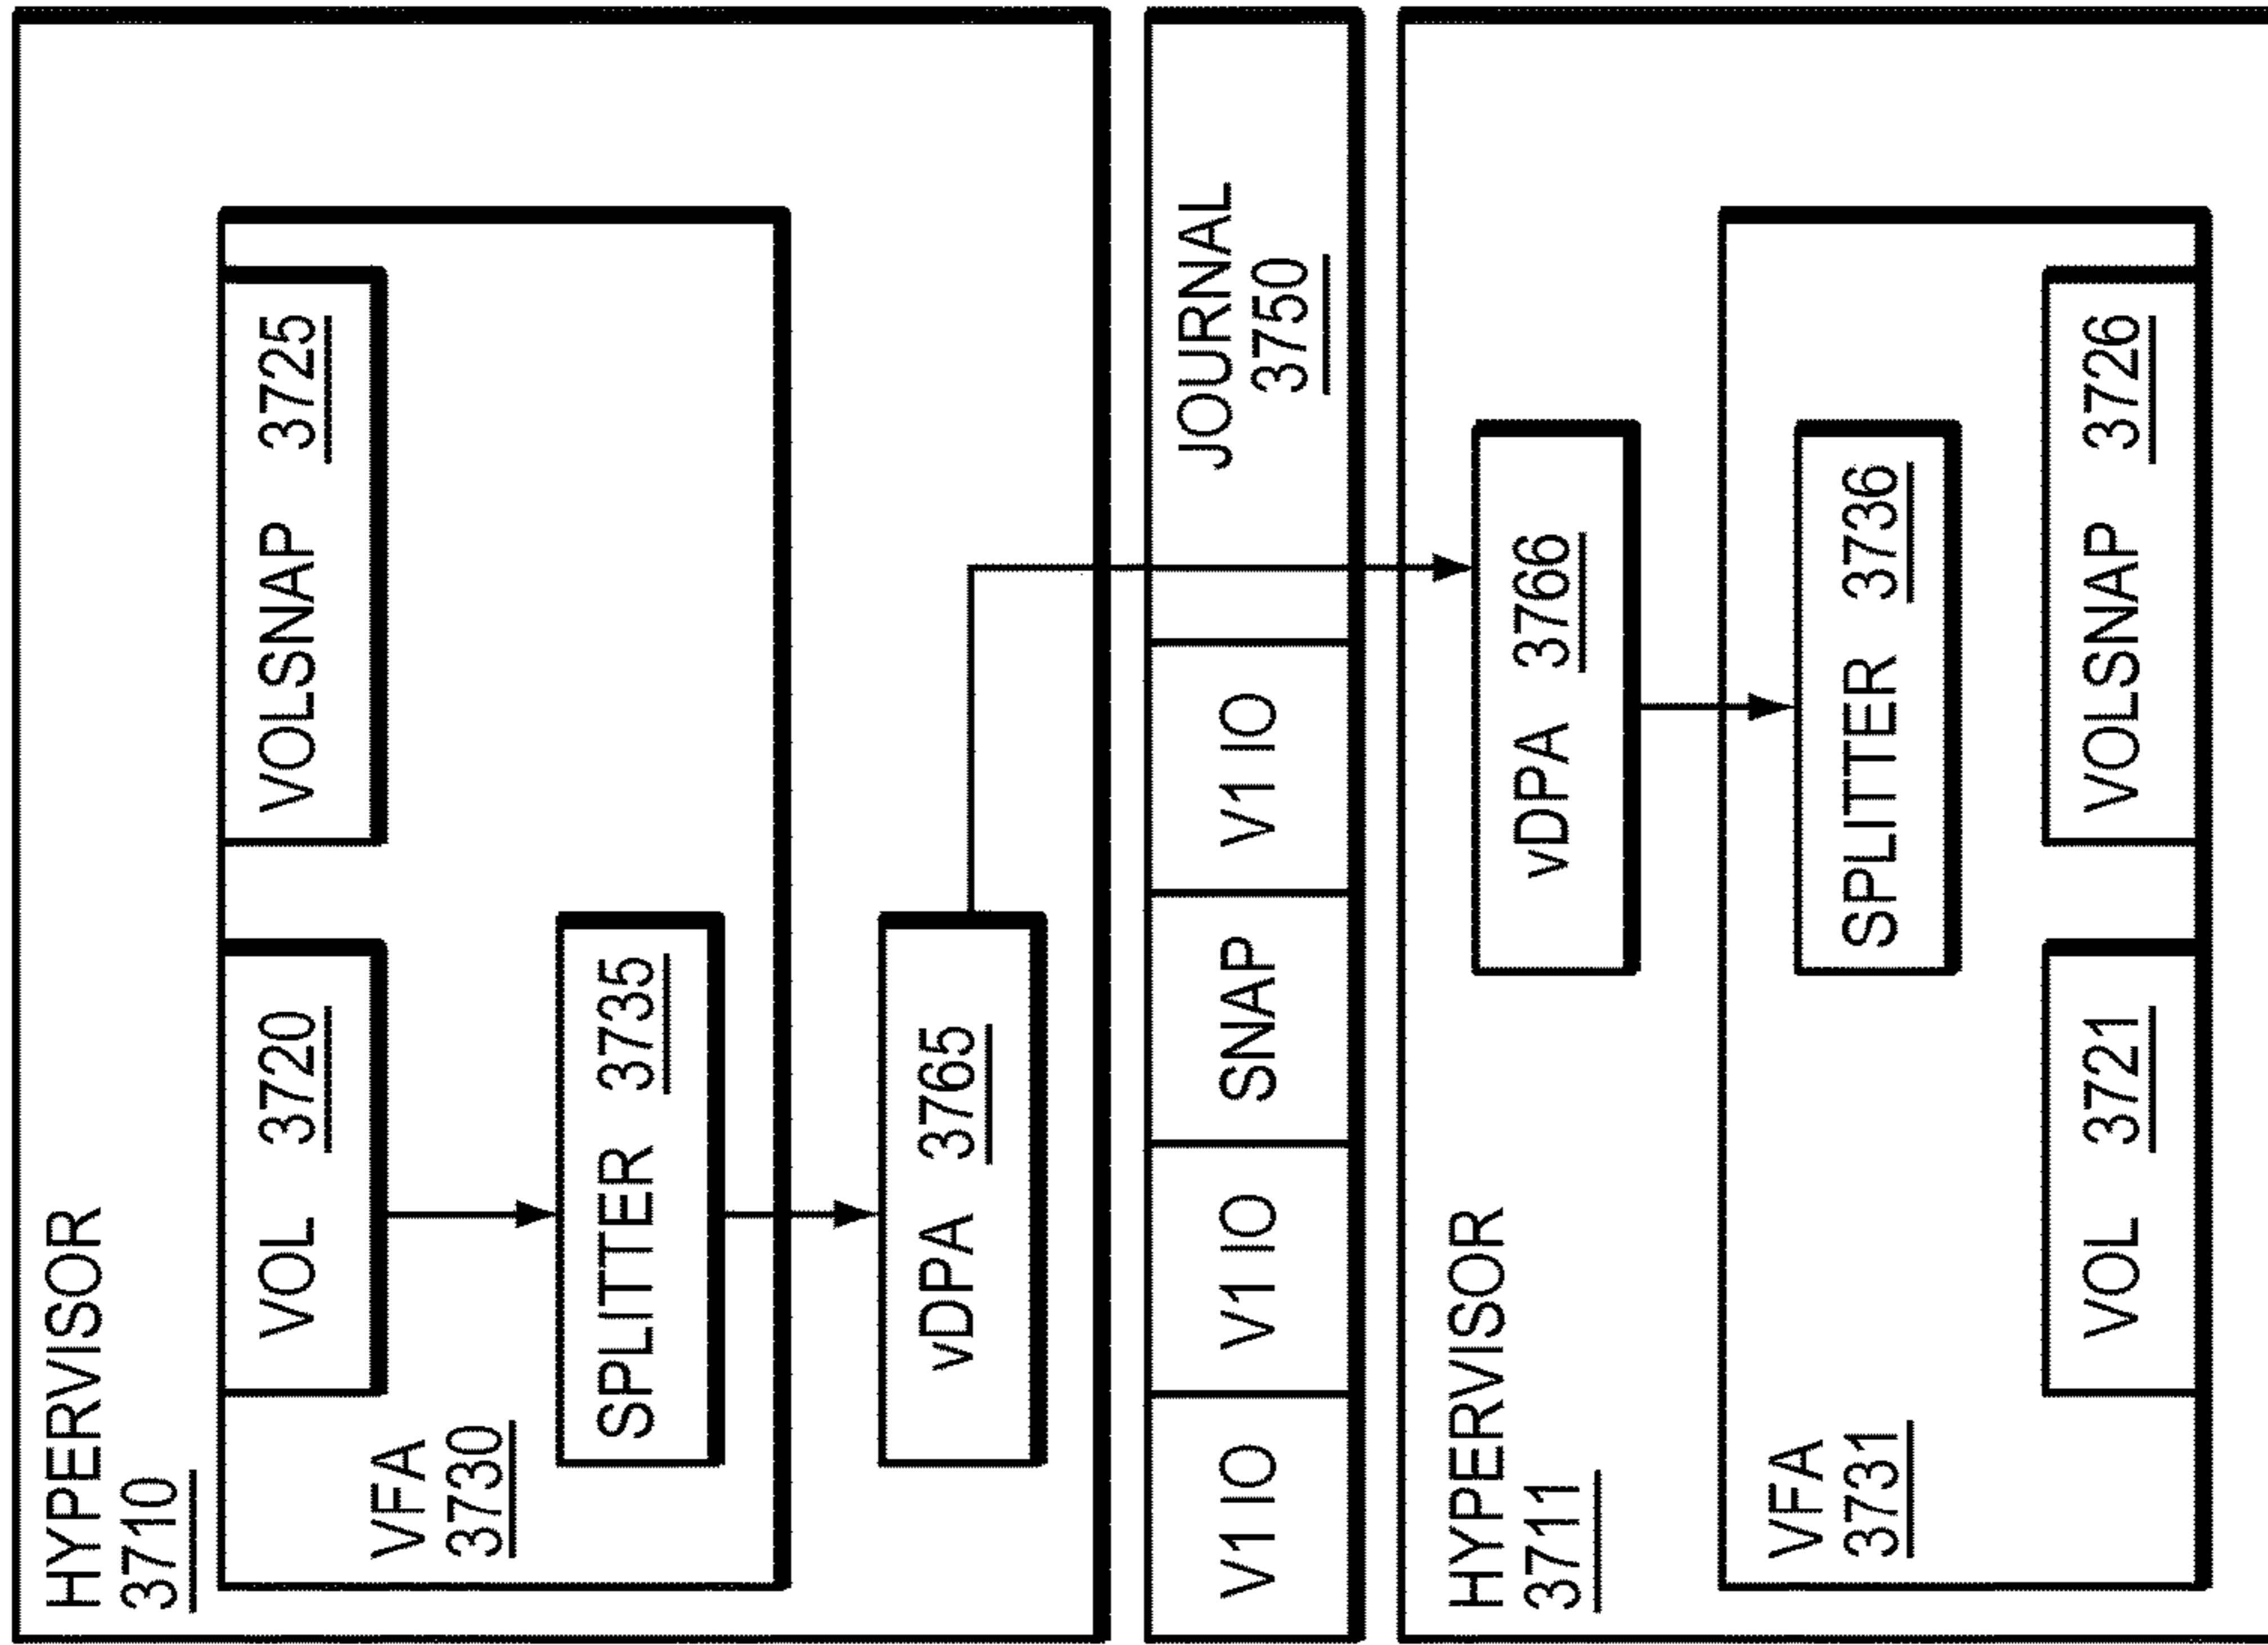 HYPERVISOR
3710
VOL 3720
VOLSNAP 3725
VFA
3730
SPLITTER 3735
vDPA 3765
V1 IO
V1 IO
SNAP
V1 IO
JOURNAL
3750
HYPERVISOR
3711
vDPA 3766
VFA
3731
SPLITTER 3736
VOL 3721
VOLSNAP 3726